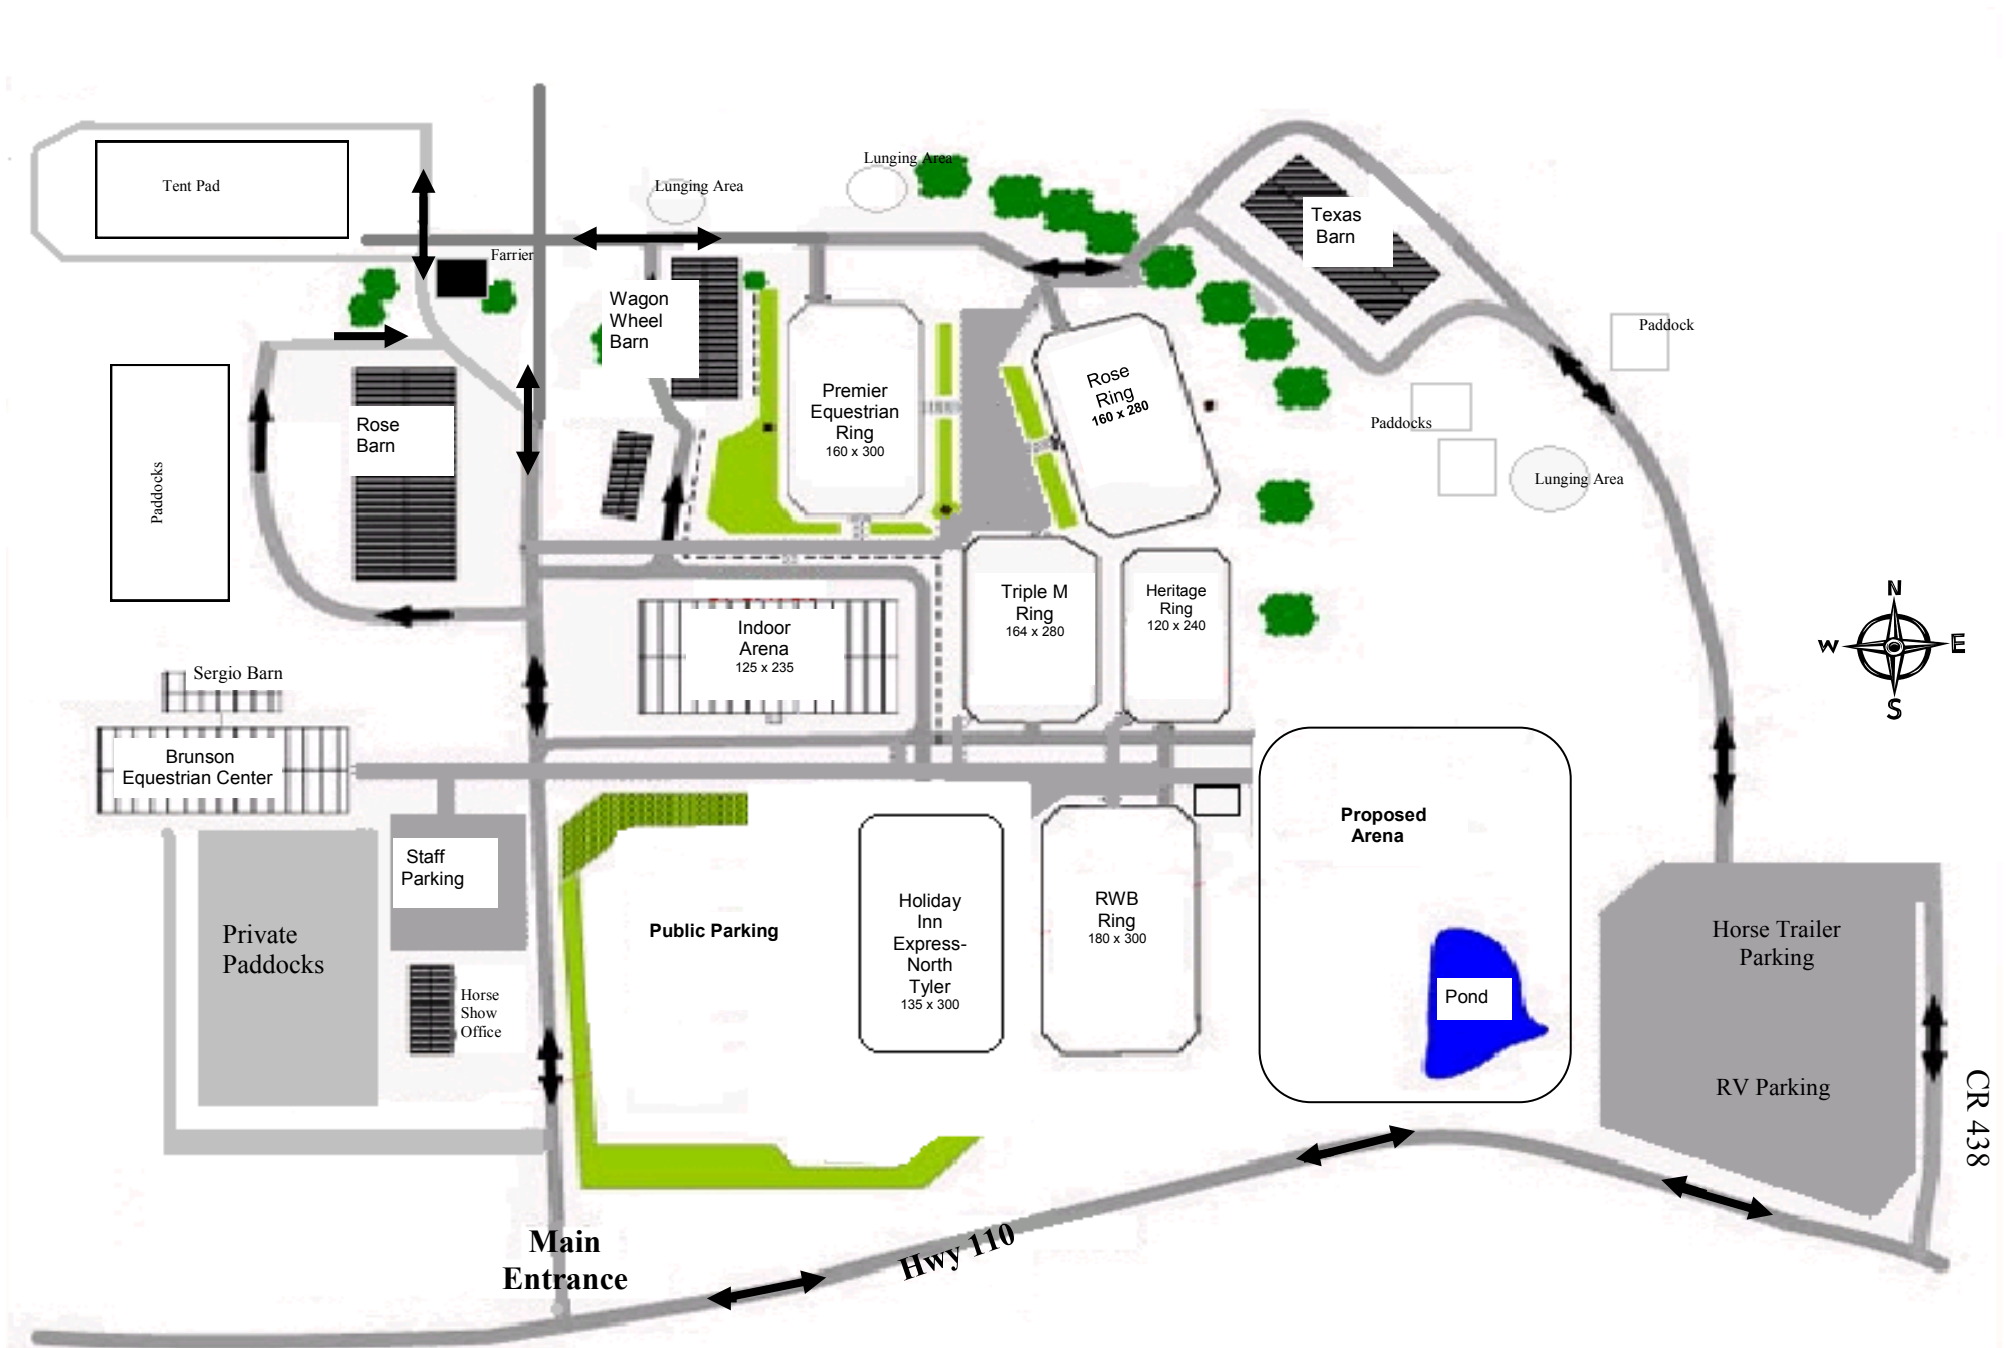 Lunging Area
Lunging Area
Tent Pad
Texas
Barn
Farrier
Wagon
Wheel
Barn
Paddock
Premier
Equestrian
Ring
160 x 300
Rose
Ring
160 x 280
Paddocks
Rose
Barn
Paddocks
Lunging Area
Triple M
Ring
164 x 280
Heritage
Ring
120 x 240
Indoor
Arena
125 x 235
N
W
E
S
Sergio Barn
Brunson
Equestrian Center
Proposed
Arena
Staff
Parking
Private
Paddocks
Public Parking
Holiday
Inn
Express-
North
Tyler
135 x 300
RWB
Ring
180 x 300
Horse Trailer
Parking
Pond
Horse
Show
Office
RV Parking
CR 438
Main
Entrance
Hwy 110